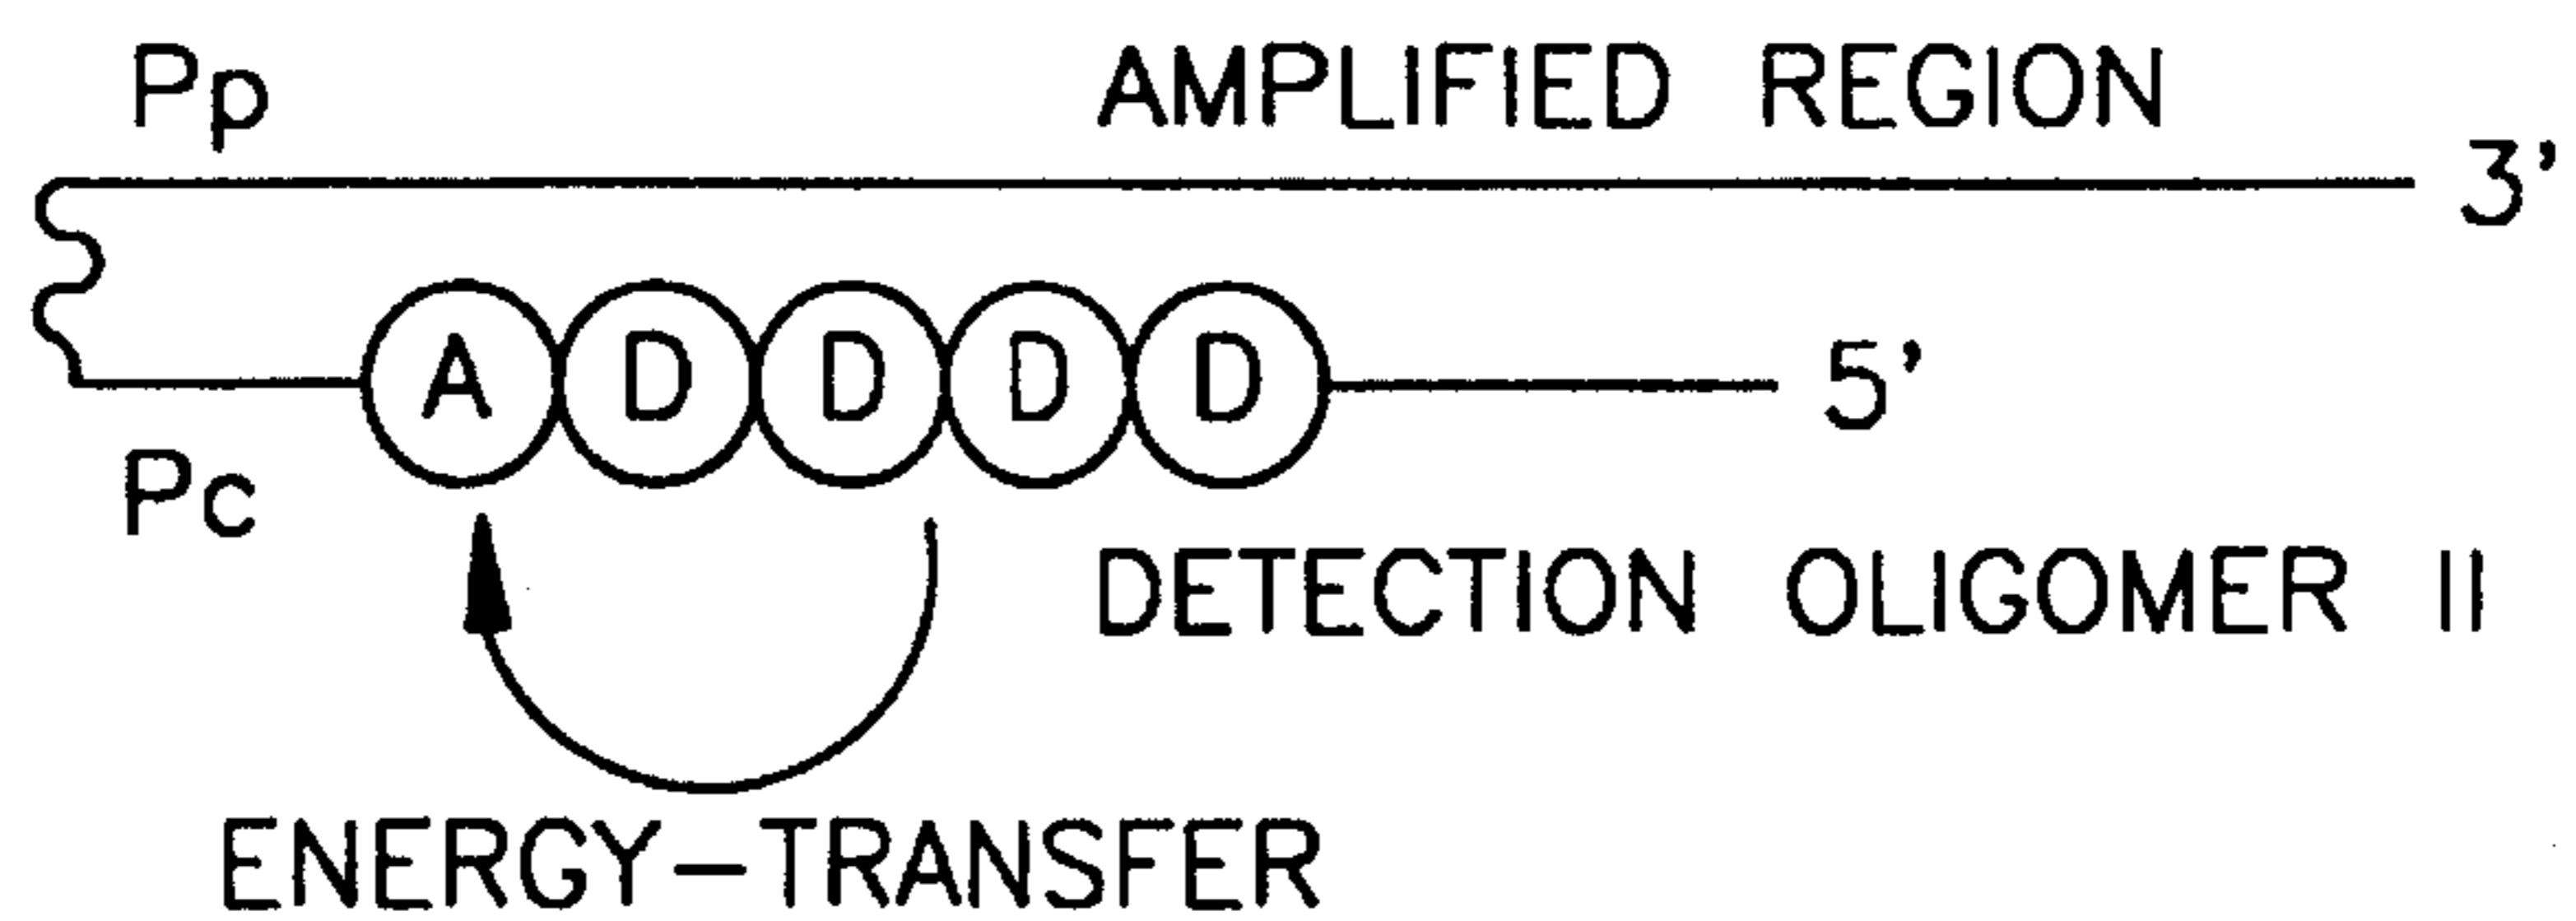 Pp AMPLIFIED REGION
3'
A D D D D 5'
Pc
DETECTION OLIGOMER II
ENERGY-TRANSFER